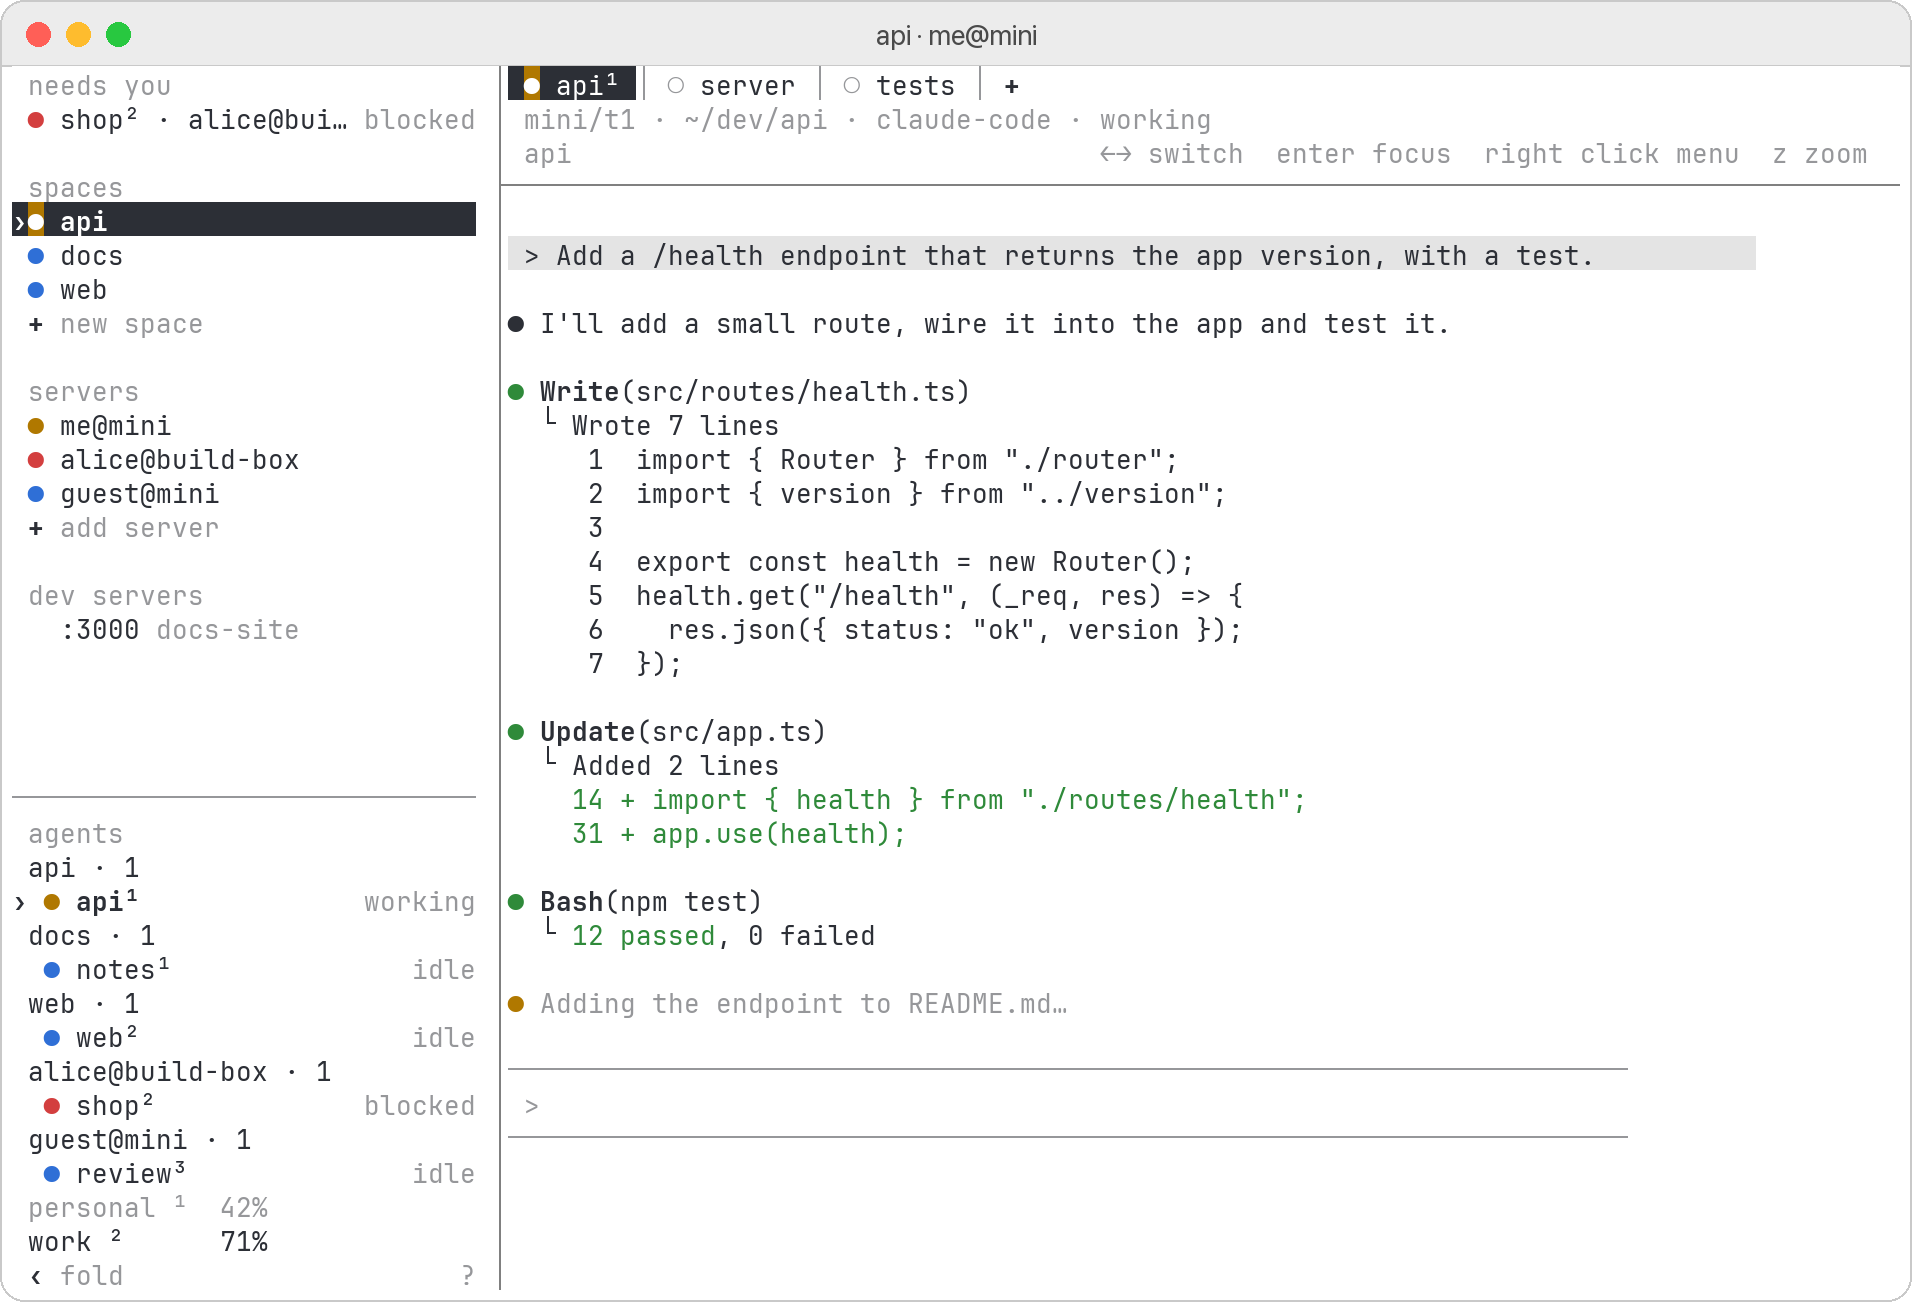 api · me@mini
needs you
shop² · alice@bui… blocked
spaces
› api
docs
web
+ new space
servers
me@mini
alice@build-box
guest@mini
+ add server
dev servers
:3000 docs-site
agents
api · 1
› api¹ working
docs · 1
notes¹ idle
web · 1
web² idle
alice@build-box · 1
shop² blocked
guest@mini · 1
review³ idle
personal ¹ 42%
work ² 71%
‹ fold ?
api¹ │ ○ server │ ○ tests │ +
mini/t1 · ~/dev/api · claude-code · working
api ←→ switch enter focus right click menu z zoom
> Add a /health endpoint that returns the app version, with a test.
● I'll add a small route, wire it into the app and test it.
● Write(src/routes/health.ts)
└ Wrote 7 lines
1 import { Router } from "./router";
2 import { version } from "../version";
3
4 export const health = new Router();
5 health.get("/health", (_req, res) => {
6 res.json({ status: "ok", version });
7 });
● Update(src/app.ts)
└ Added 2 lines
14 + import { health } from "./routes/health";
31 + app.use(health);
● Bash(npm test)
└ 12 passed, 0 failed
● Adding the endpoint to README.md…
>